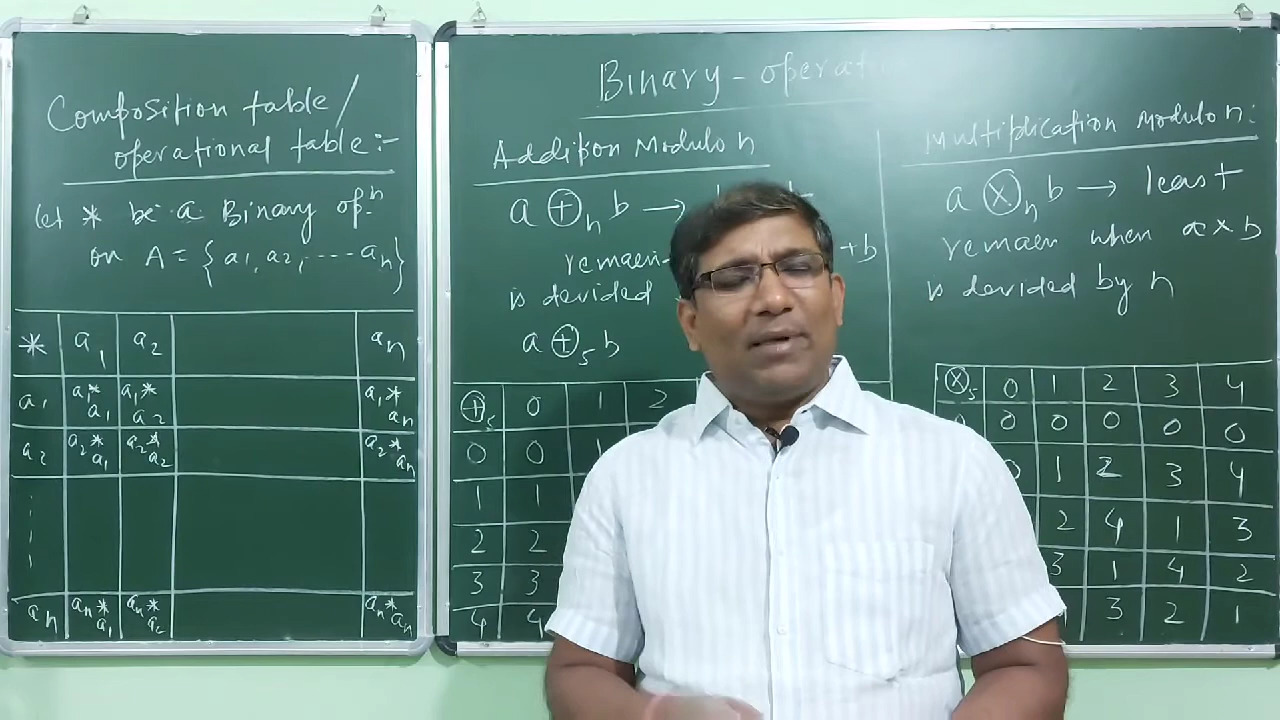 Composition table/
operational table:-
let * be a Binary opⁿ
on A = {a₁, a₂, ---- aₙ}
* a₁ a₂ aₙ
a₁ a₁*a₁ a₁*a₂ a₁*aₙ
a₂ a₂*a₁ a₂*a₂ a₂*aₙ
aₙ aₙ*a₁ aₙ*a₂ aₙ*aₙ
Binary - operat
Addition Modulo n
a ⊕ₙ b →
remaen
+b
is devided
a ⊕₅ b
⊕₅ 0 1 2
0 0 1
1 1
2 2
3 3
4 4
Multiplication Modulo n:
a ⊗ₙ b → least
remaen when a×b
is devided by n
⊗₅ 0 1 2 3 4
0 0 0 0 0 0
0 1 2 3 4
2 4 1 3
3 1 4 2
3 2 1